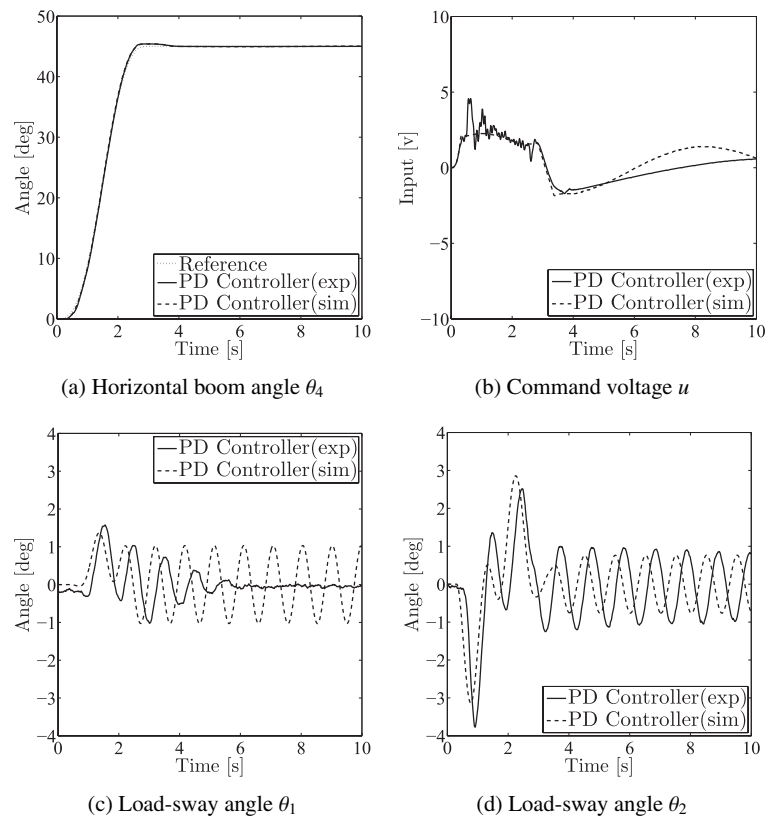 50
40
30
20
10
0
Angle [deg]
Reference
PD Controller(exp)
PD Controller(sim)
0 2 4 6 8 10
Time [s]
(a) Horizontal boom angle θ4
10
5
0
−5
−10
Input [v]
PD Controller(exp)
PD Controller(sim)
0 2 4 6 8 10
Time [s]
(b) Command voltage u
4
3
2
1
0
−1
−2
−3
−4
Angle [deg]
PD Controller(exp)
PD Controller(sim)
0 2 4 6 8 10
Time [s]
(c) Load-sway angle θ1
4
3
2
1
0
−1
−2
−3
−4
Angle [deg]
PD Controller(exp)
PD Controller(sim)
0 2 4 6 8 10
Time [s]
(d) Load-sway angle θ2